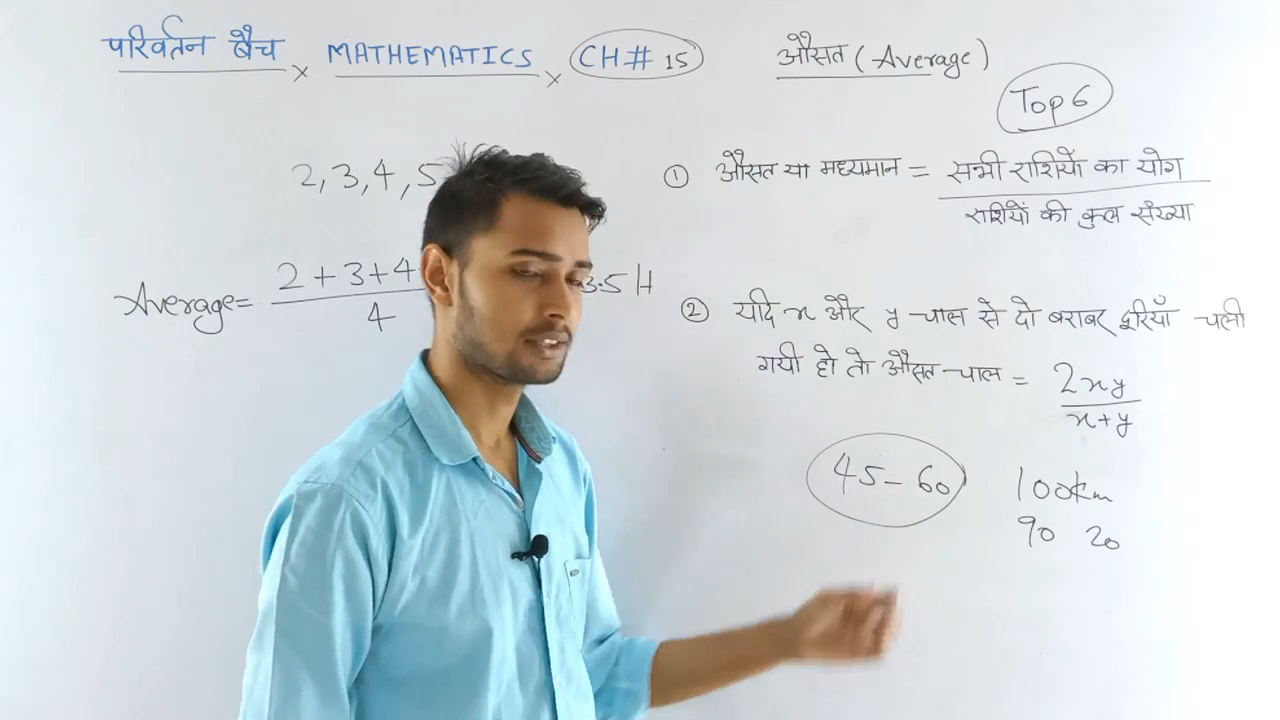 परिवर्तन बैच × MATHEMATICS × CH# 15 औसत (Average)
Top 6
2, 3, 4, 5
Average = 2 + 3 + 4
4
3.5
① औसत या मध्यमान = सभी राशियों का योग
राशियों की कुल संख्या
② यदि x और y चाल से दो बराबर दूरियाँ चली
गयी हो तो औसत चाल = 2xy
x+y
45 - 60
100km
90 20